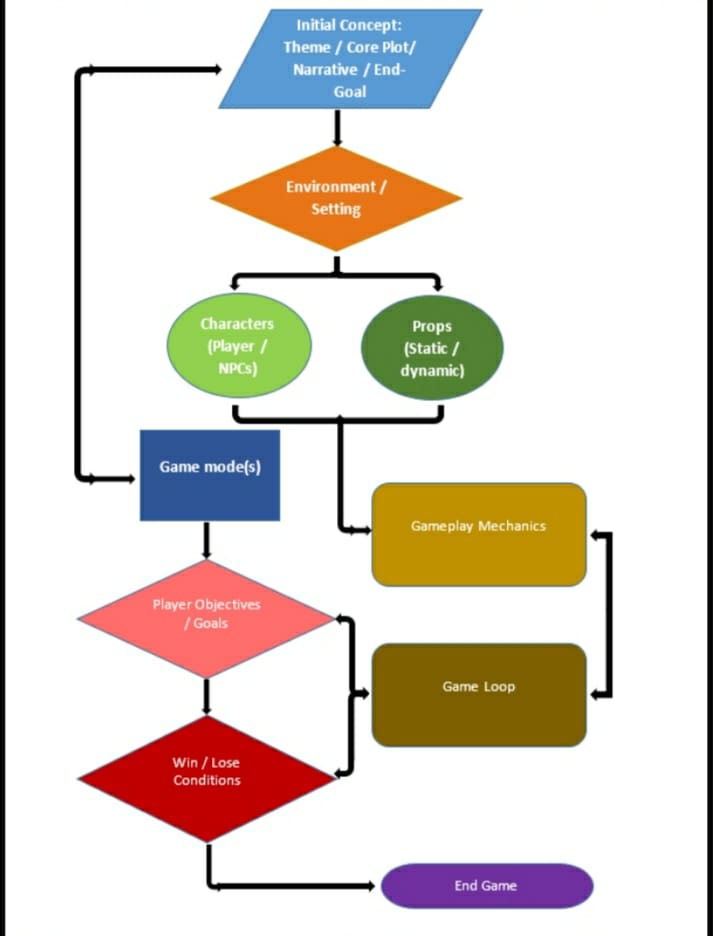 Initial Concept:
Theme / Core Plot/
Narrative / End-
Goal
Environment /
Setting
Characters
(Player /
NPCs)
Props
(Static /
dynamic)
Game mode(s)
Gameplay Mechanics
Player Objectives
/ Goals
Game Loop
Win / Lose
Conditions
End Game